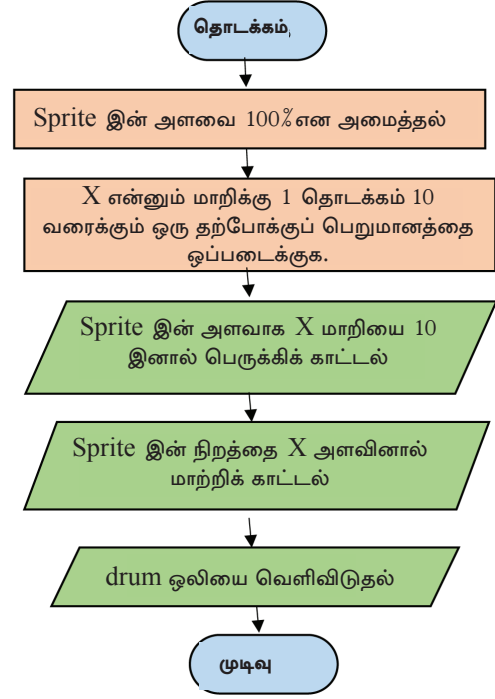 தொடக்கம்
Sprite இன் அளவை 100% என அமைத்தல்
X என்னும் மாறிக்கு 1 தொடக்கம் 10
வரைக்கும் ஒரு தற்போக்குப் பெறுமானத்தை
ஒப்படைக்குக.
Sprite இன் அளவாக X மாறியை 10
இனால் பெருக்கிக் காட்டல்
Sprite இன் நிறத்தை X அளவினால்
மாற்றிக் காட்டல்
drum ஒலியை வெளிவிடுதல்
முடிவு